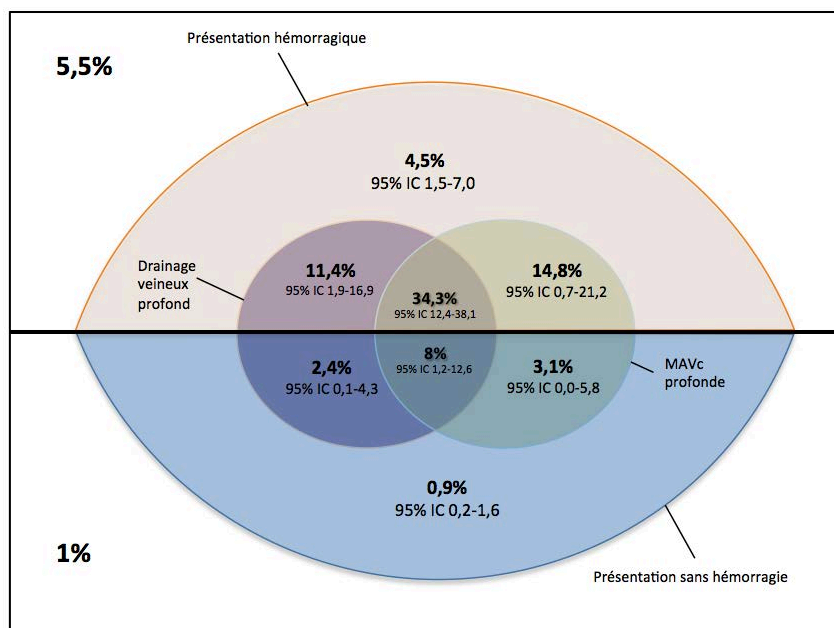 Présentation hémorragique
5,5%
4,5%
95% IC 1,5-7,0
Drainage
veineux
profond
11,4%
95% IC 1,9-16,9
14,8%
95% IC 0,7-21,2
34,3%
95% IC 12,4-38,1
8%
95% IC 1,2-12,6
2,4%
95% IC 0,1-4,3
3,1%
95% IC 0,0-5,8
MAVc
profonde
0,9%
95% IC 0,2-1,6
1%
Présentation sans hémorragie